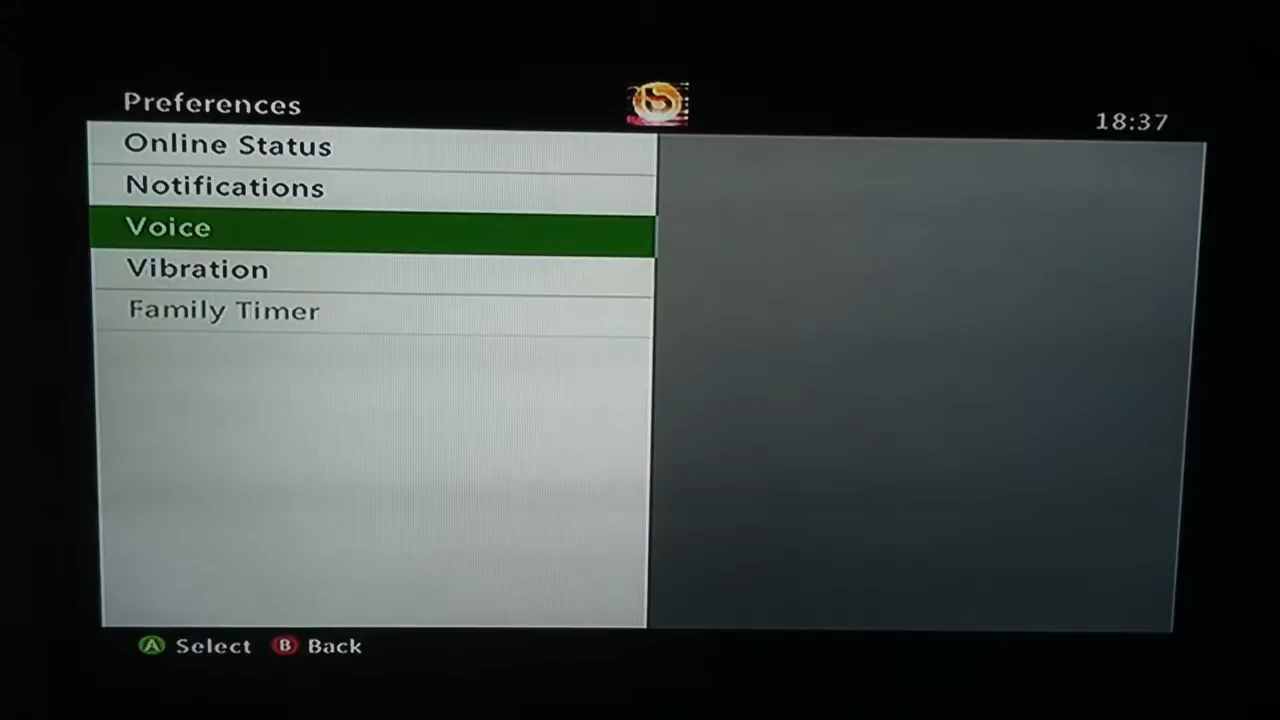 Preferences
18:37
Online Status
Notifications
Voice
Vibration
Family Timer
A Select B Back